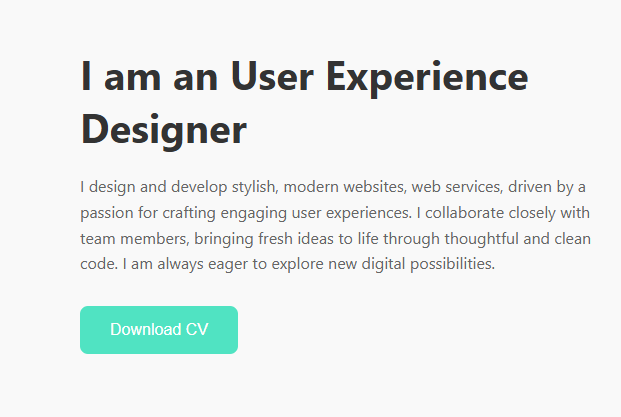 I am an User Experience
Designer
I design and develop stylish, modern websites, web services, driven by a
passion for crafting engaging user experiences. I collaborate closely with
team members, bringing fresh ideas to life through thoughtful and clean
code. I am always eager to explore new digital possibilities.
Download CV